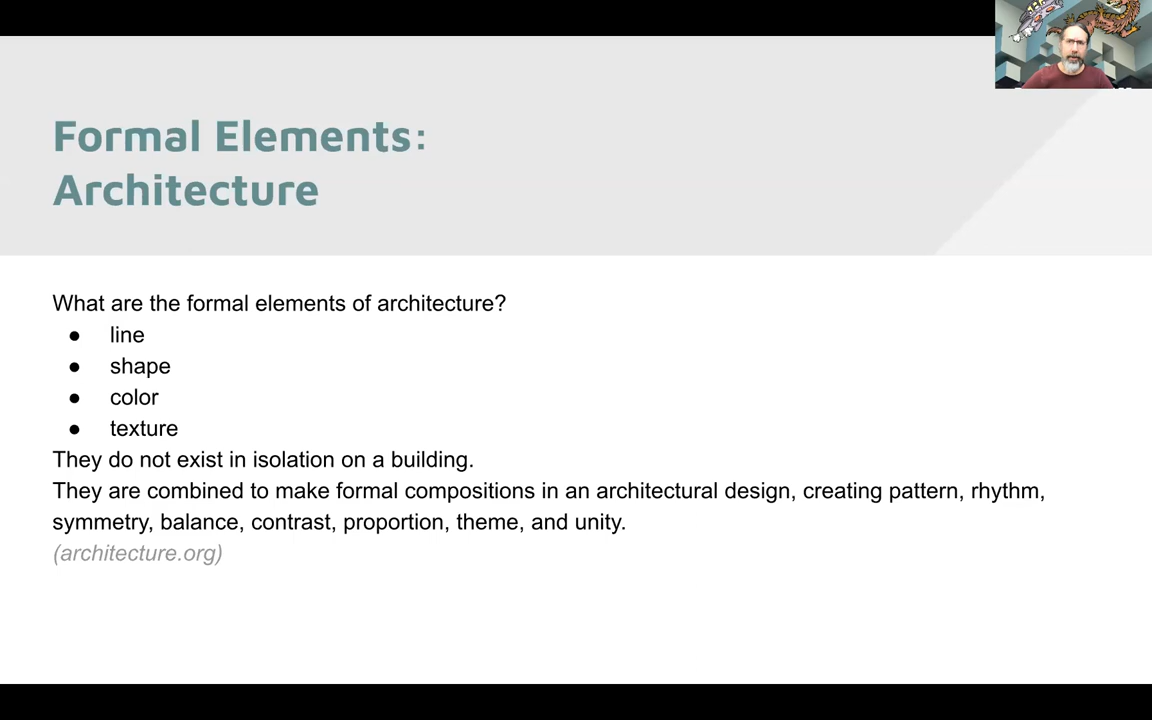 Formal Elements:
Architecture
What are the formal elements of architecture?
● line
● shape
● color
● texture
They do not exist in isolation on a building.
They are combined to make formal compositions in an architectural design, creating pattern, rhythm,
symmetry, balance, contrast, proportion, theme, and unity.
(architecture.org)